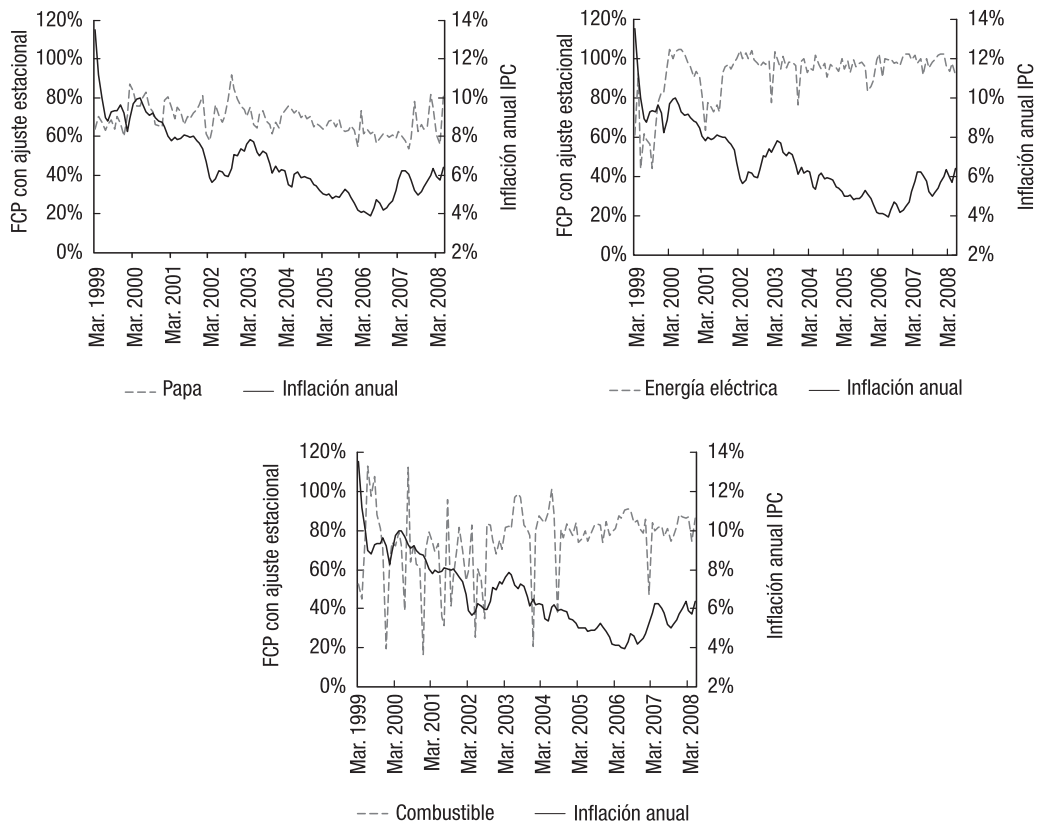 FCP con ajuste estacional
120%
100%
80%
60%
40%
20%
0%
14%
12%
10%
8%
6%
4%
2%
Inflación anual IPC
Mar. 1999
Mar. 2000
Mar. 2001
Mar. 2002
Mar. 2003
Mar. 2004
Mar. 2005
Mar. 2006
Mar. 2007
Mar. 2008
Papa
Inflación anual
FCP con ajuste estacional
120%
100%
80%
60%
40%
20%
0%
14%
12%
10%
8%
6%
4%
2%
Inflación anual IPC
Mar. 1999
Mar. 2000
Mar. 2001
Mar. 2002
Mar. 2003
Mar. 2004
Mar. 2005
Mar. 2006
Mar. 2007
Mar. 2008
Energía eléctrica
Inflación anual
FCP con ajuste estacional
120%
100%
80%
60%
40%
20%
0%
14%
12%
10%
8%
6%
4%
2%
Inflación anual IPC
Mar. 1999
Mar. 2000
Mar. 2001
Mar. 2002
Mar. 2003
Mar. 2004
Mar. 2005
Mar. 2006
Mar. 2007
Mar. 2008
Combustible
Inflación anual